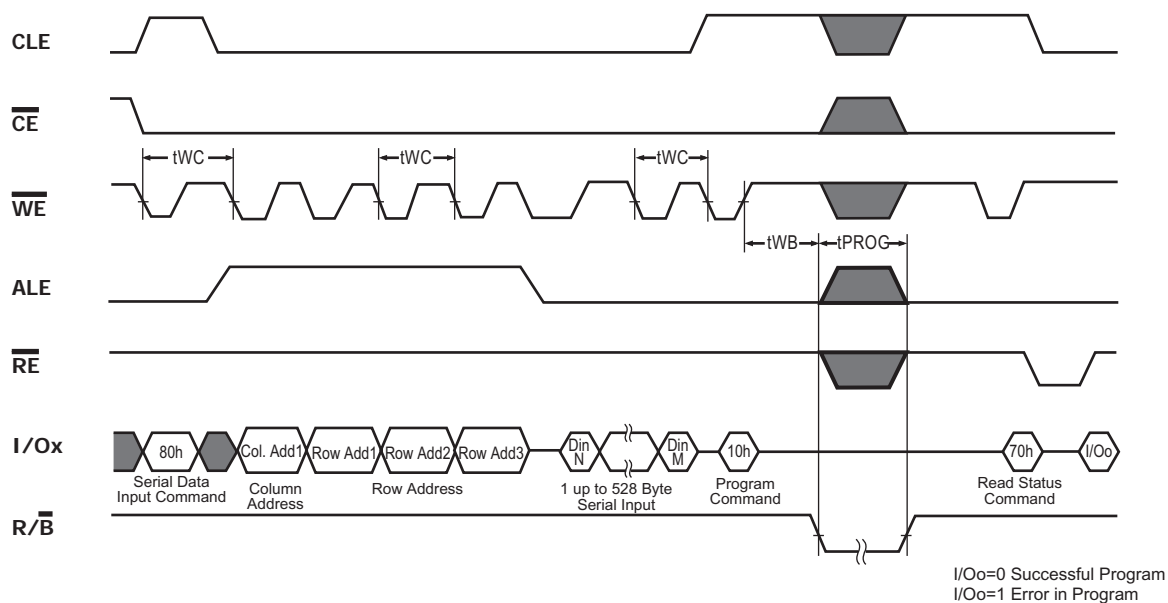 CLE
CE
tWC tWC tWC
WE
tWB tPROG
ALE
RE
I/Ox
80h Col. Add1 Row Add1 Row Add2 Row Add3 Din N Din M 10h 70h I/Oo
Serial Data Input Command
Column Address
Row Address
1 up to 528 Byte Serial Input
Program Command
Read Status Command
R/B
I/Oo=0 Successful Program
I/Oo=1 Error in Program